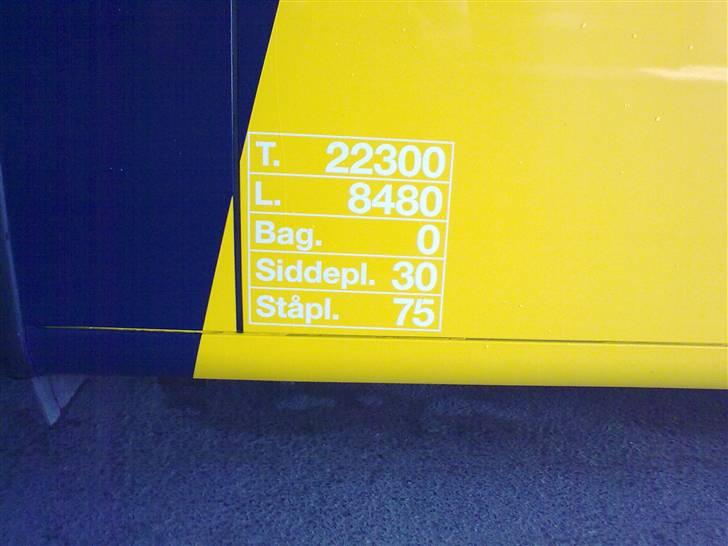 T. 22300
L. 8480
Bag. 0
Siddepl. 30
Ståpl. 75